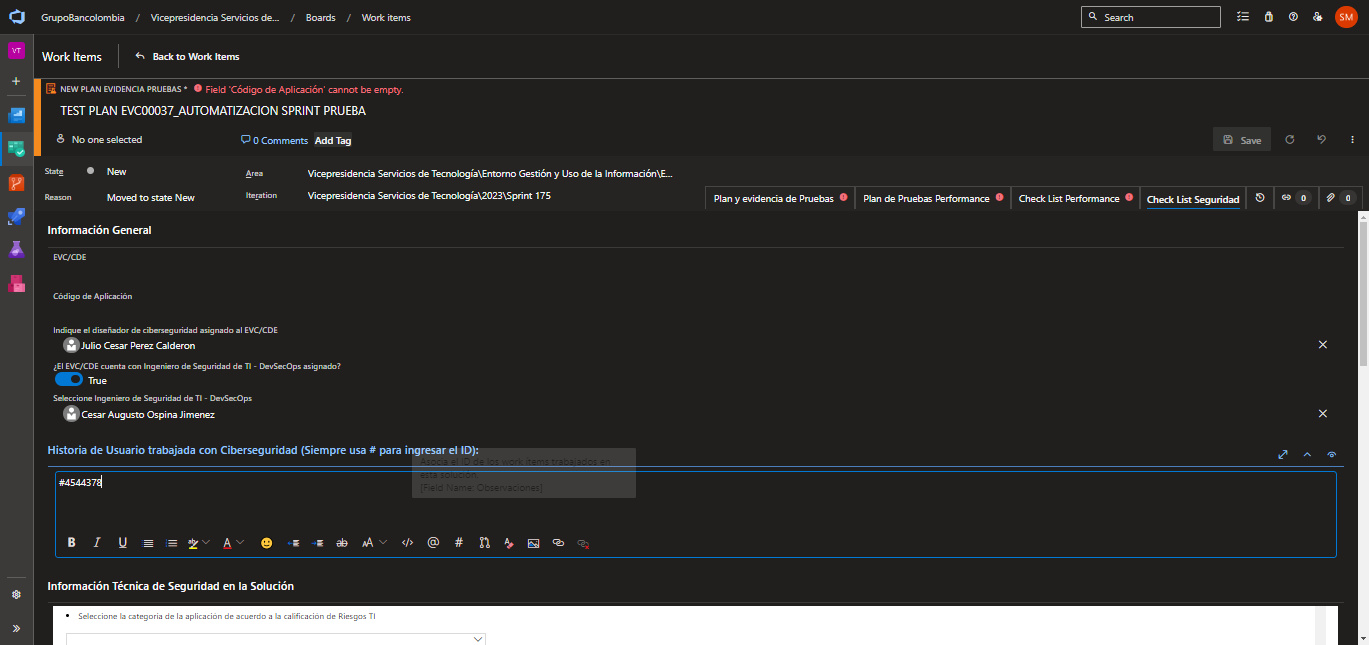 GrupoBancolombia / Vicepresidencia Servicios de... / Boards / Work items
Search
SM
VT
Work Items
Back to Work Items
NEW PLAN EVIDENCIA PRUEBAS * Field 'Código de Aplicación' cannot be empty.
TEST PLAN EVC00037_AUTOMATIZACION SPRINT PRUEBA
No one selected
0 Comments
Add Tag
Save
State
New
Area
Vicepresidencia Servicios de Tecnología\Entorno Gestión y Uso de la Información\E...
Reason
Moved to state New
Iteration
Vicepresidencia Servicios de Tecnología\2023\Sprint 175
Plan y evidencia de Pruebas
Plan de Pruebas Performance
Check List Performance
Check List Seguridad
0
0
Información General
EVC/CDE
Código de Aplicación
Indique el diseñador de ciberseguridad asignado al EVC/CDE
Julio Cesar Perez Calderon
¿El EVC/CDE cuenta con Ingeniero de Seguridad de TI - DevSecOps asignado?
True
Seleccione Ingeniero de Seguridad de TI - DevSecOps
Cesar Augusto Ospina Jimenez
Historia de Usuario trabajada con Ciberseguridad (Siempre usa # para ingresar el ID):
Asocia el ID de los work items trabajados en
esta solución.
[Field Name: Observaciones]
#4544378
Información Técnica de Seguridad en la Solución
• Seleccione la categoría de la aplicación de acuerdo a la calificación de Riesgos TI